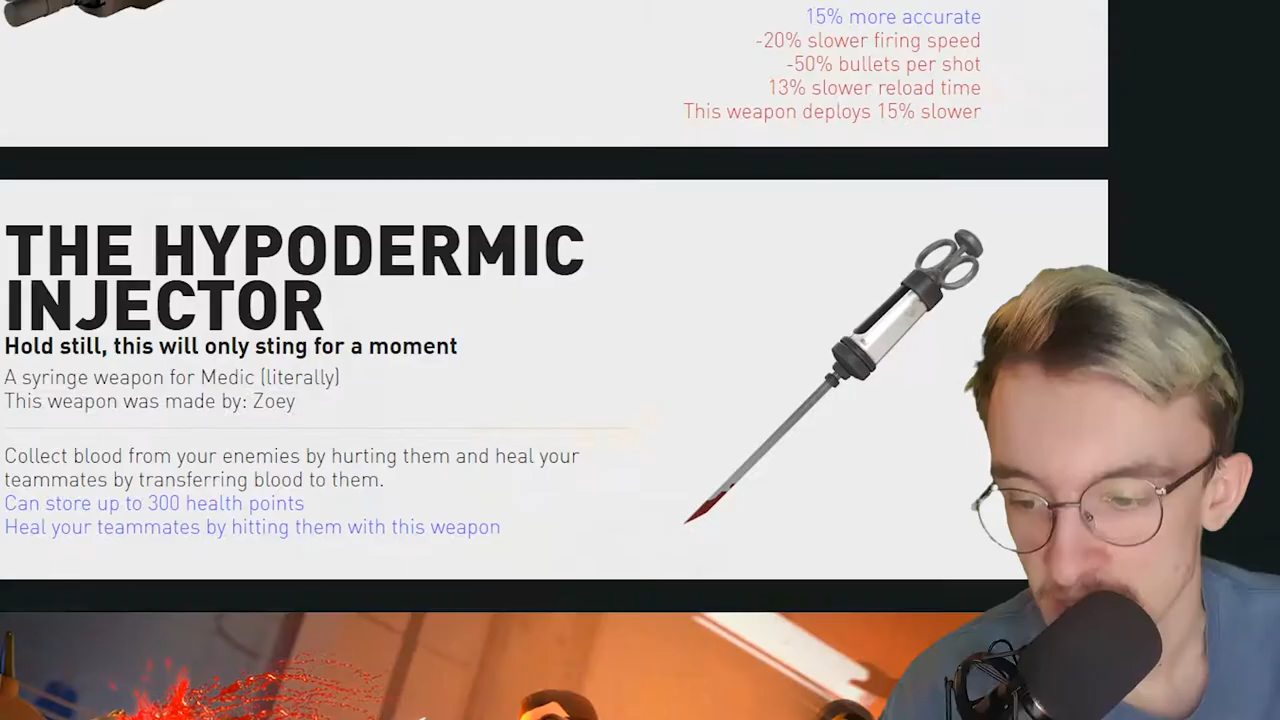 15% more accurate
-20% slower firing speed
-50% bullets per shot
13% slower reload time
This weapon deploys 15% slower
THE HYPODERMIC
INJECTOR
Hold still, this will only sting for a moment
A syringe weapon for Medic (literally)
This weapon was made by: Zoey
Collect blood from your enemies by hurting them and heal your
teammates by transferring blood to them.
Can store up to 300 health points
Heal your teammates by hitting them with this weapon